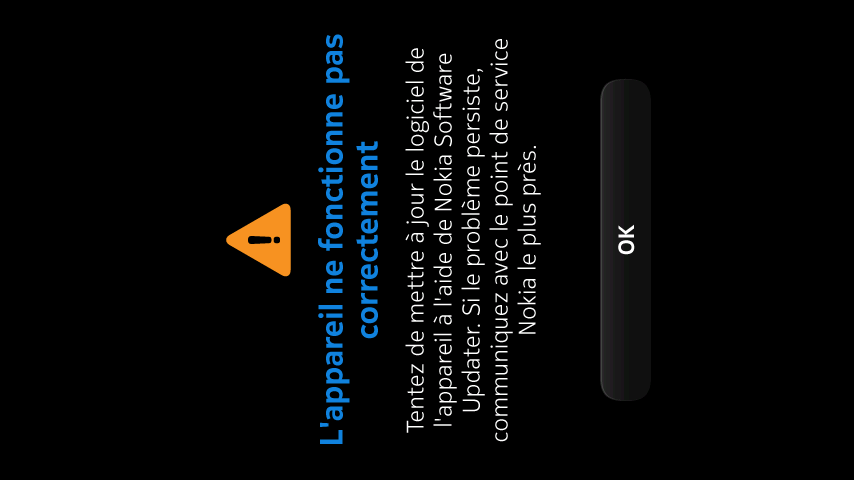 L'appareil ne fonctionne pas
correctement
Tentez de mettre à jour le logiciel de
l'appareil à l'aide de Nokia Software
Updater. Si le problème persiste,
communiquez avec le point de service
Nokia le plus près.
OK